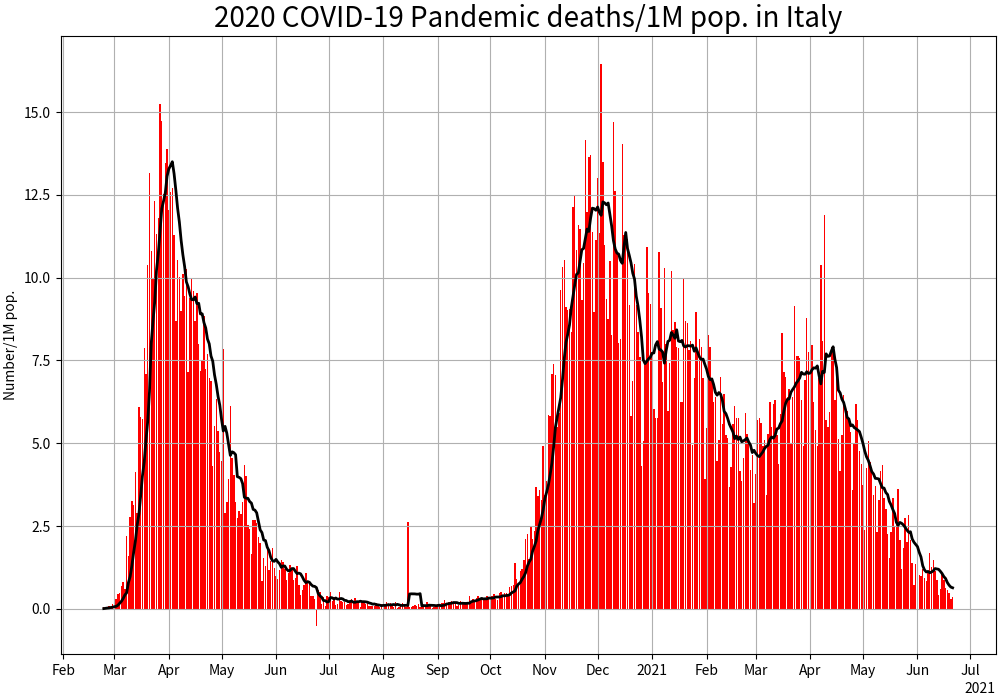 2020 COVID-19 Pandemic deaths/1M pop. in Italy
Number/1M pop.
15.0
12.5
10.0
7.5
5.0
2.5
0.0
Feb Mar Apr May Jun Jul Aug Sep Oct Nov Dec 2021 Feb Mar Apr May Jun Jul
2021